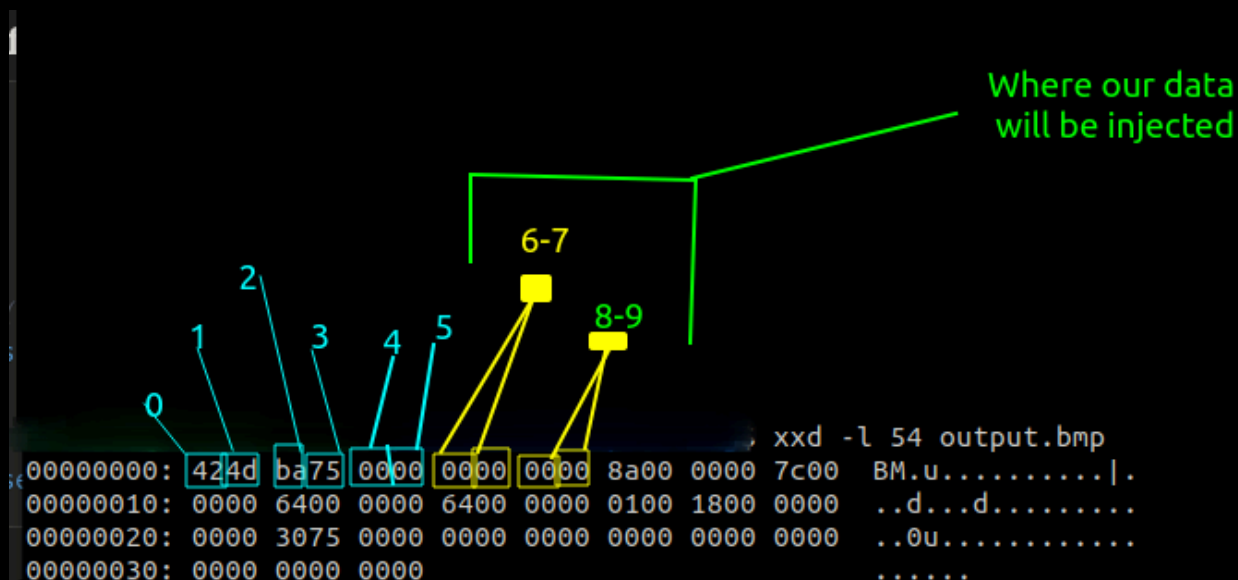 Where our data
will be injected
6-7
2
8-9
1
3
4
5
0
xxd -l 54 output.bmp
00000000: 424d ba75 0000 0000 0000 8a00 0000 7c00  BM.u..........|.
00000010: 0000 6400 0000 6400 0000 0100 1800 0000  ..d...d.........
00000020: 0000 3075 0000 0000 0000 0000 0000 0000  ..0u............
00000030: 0000 0000 0000  ......